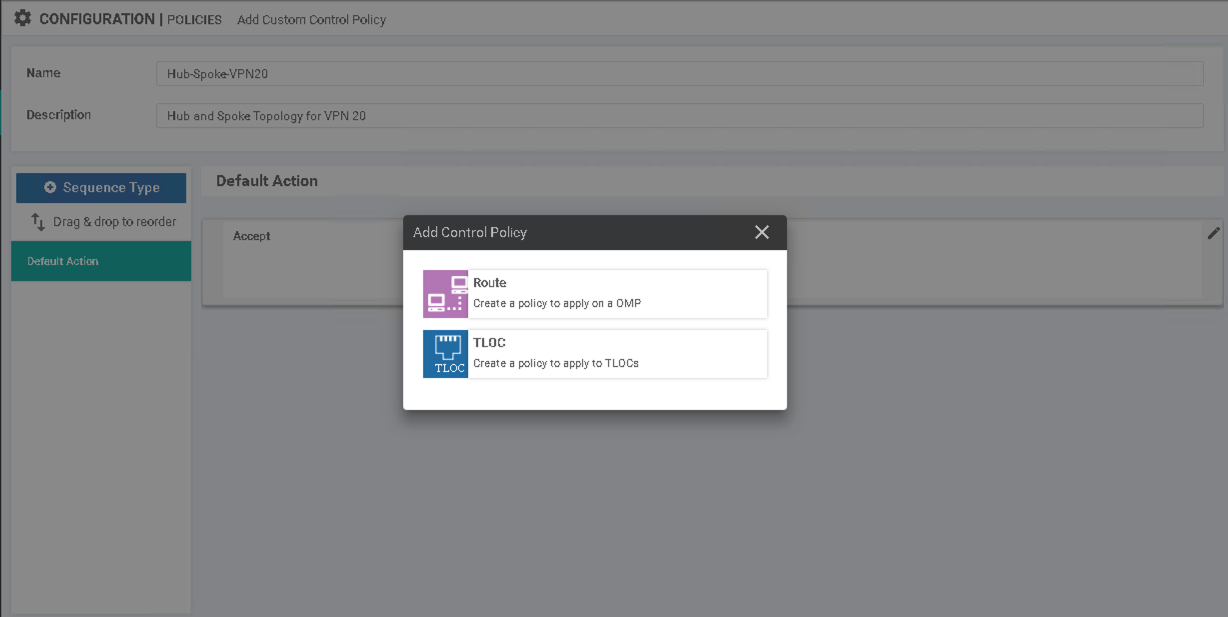 CONFIGURATION | POLICIES Add Custom Control Policy
Name Hub-Spoke-VPN20
Description Hub and Spoke Topology for VPN 20
Sequence Type
Drag & drop to reorder
Default Action
Default Action
Accept
Add Control Policy
Route
Create a policy to apply on a OMP
TLOC
TLOC
Create a policy to apply to TLOCs